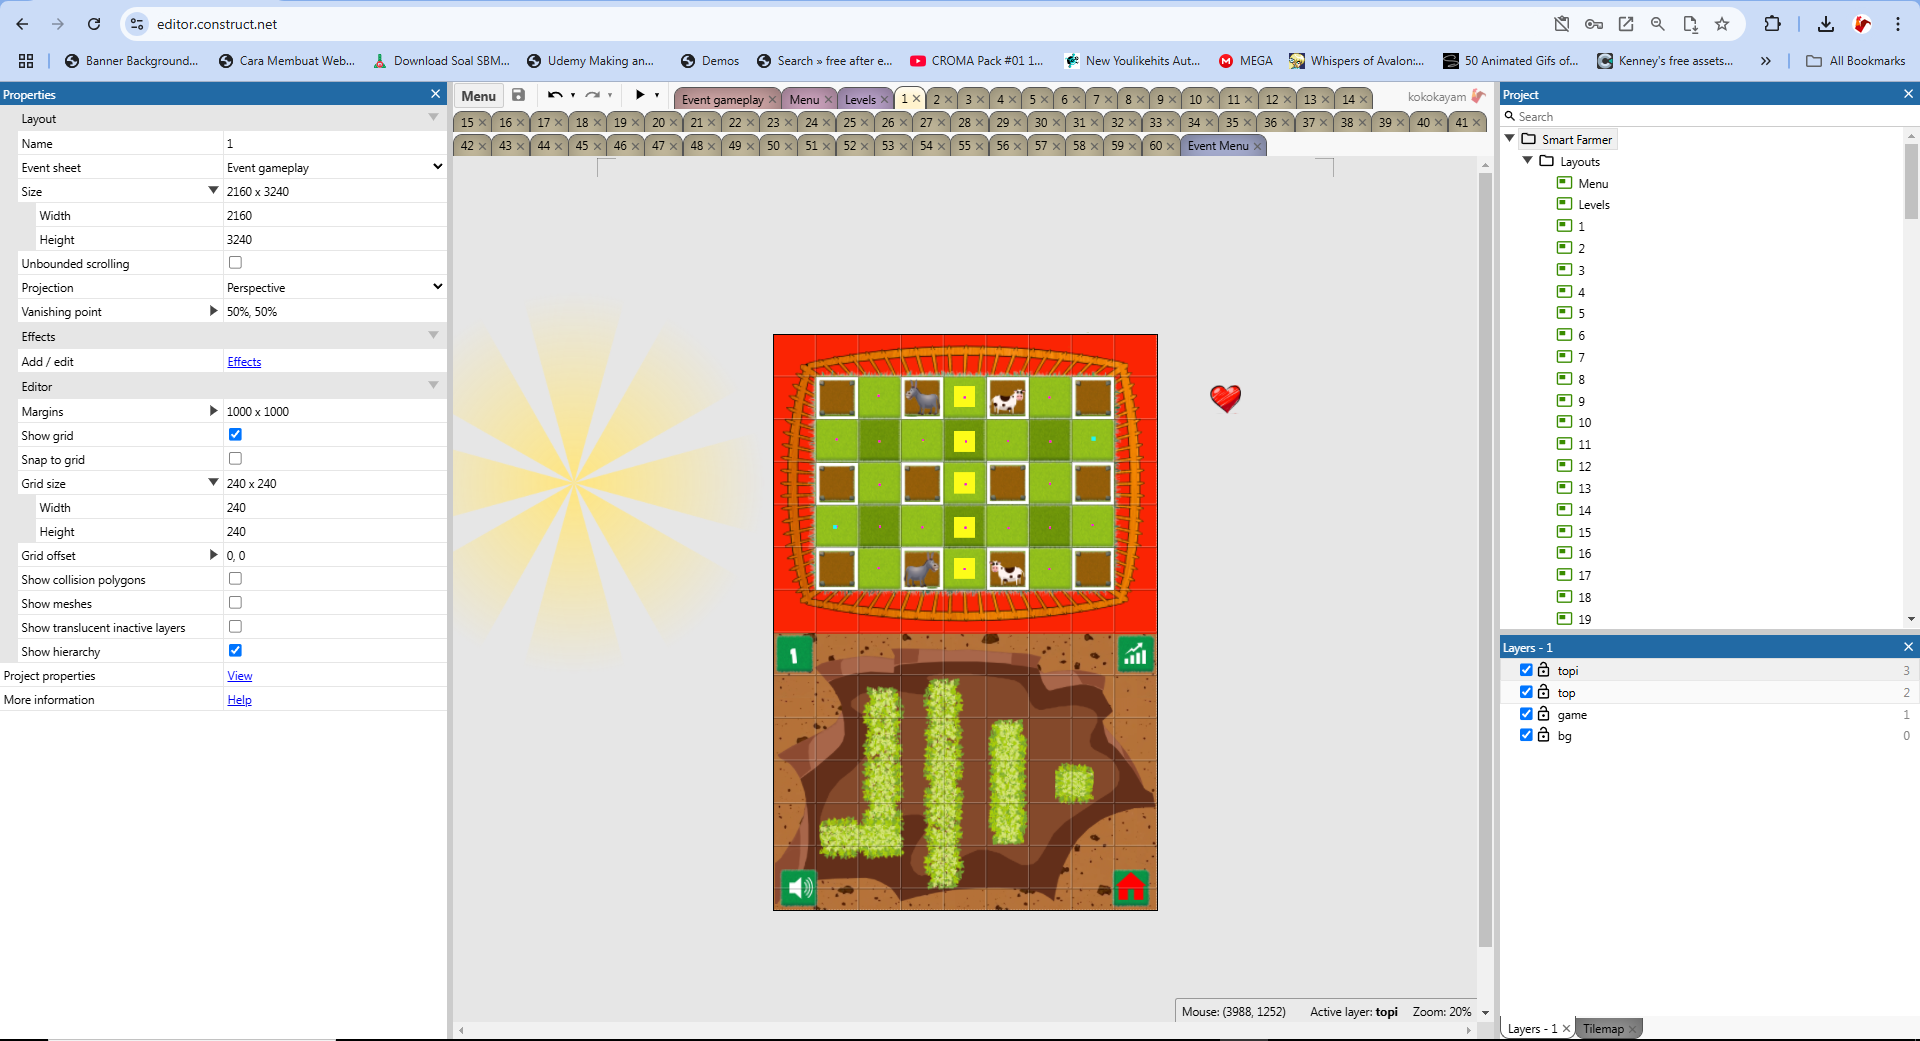 editor.construct.net
Banner Background...
Cara Membuat Web...
Download Soal SBM...
Udemy Making an...
Demos
Search » free after e...
CROMA Pack #01 1...
New Youlikehits Aut...
MEGA
Whispers of Avalon:...
50 Animated Gifs of...
Kenney's free assets...
»
All Bookmarks
Properties
Layout
Name 1
Event sheet Event gameplay
Size 2160 x 3240
Width 2160
Height 3240
Unbounded scrolling
Projection Perspective
Vanishing point 50%, 50%
Effects
Add / edit Effects
Editor
Margins 1000 x 1000
Show grid
Snap to grid
Grid size 240 x 240
Width 240
Height 240
Grid offset 0, 0
Show collision polygons
Show meshes
Show translucent inactive layers
Show hierarchy
Project properties View
More information Help
Menu
Event gameplay Menu Levels 1 2 3 4 5 6 7 8 9 10 11 12 13 14
kokokayam
15 16 17 18 19 20 21 22 23 24 25 26 27 28 29 30 31 32 33 34 35 36 37 38 39 40 41
42 43 44 45 46 47 48 49 50 51 52 53 54 55 56 57 58 59 60 Event Menu
1
Mouse: (3988, 1252) Active layer: topi Zoom: 20%
Project
Search
Smart Farmer
Layouts
Menu
Levels
1
2
3
4
5
6
7
8
9
10
11
12
13
14
15
16
17
18
19
Layers - 1
topi 3
top 2
game 1
bg 0
Layers - 1 Tilemap